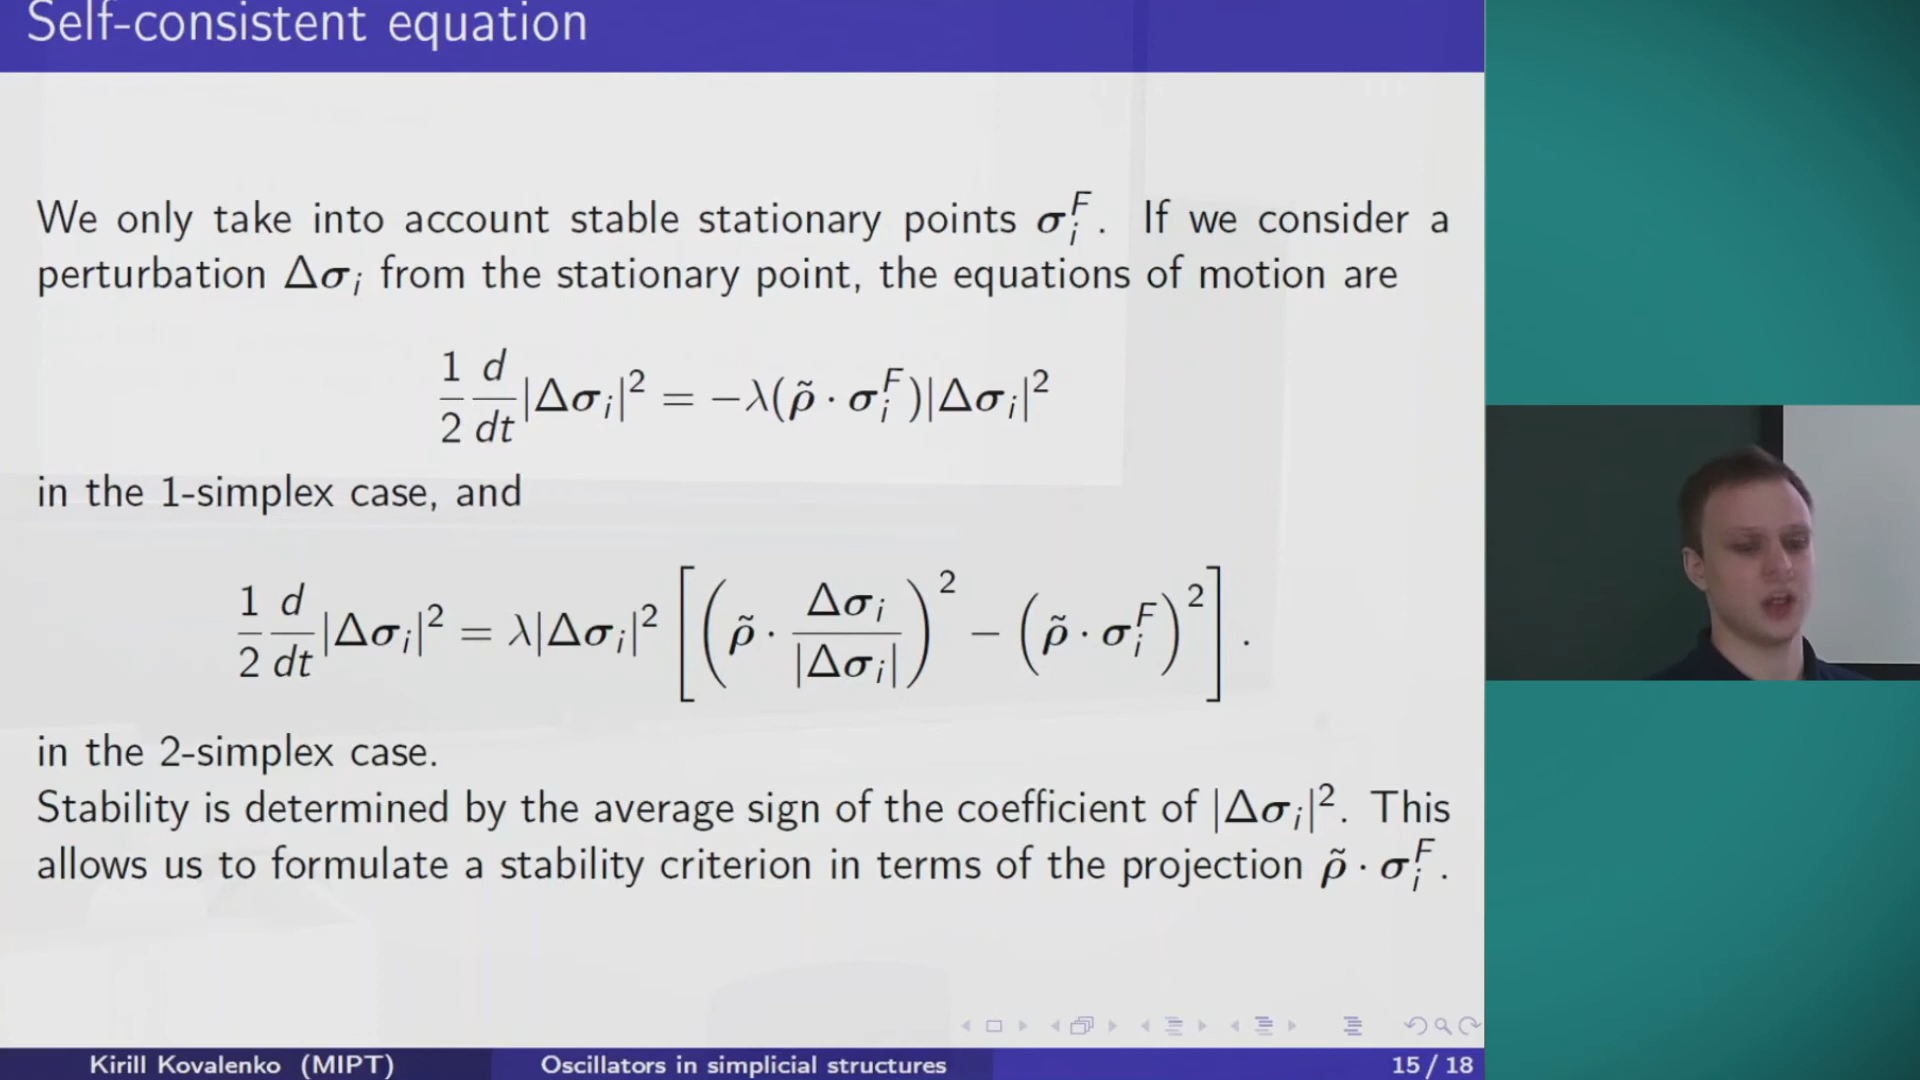 Self-consistent equation
We only take into account stable stationary points σ_i^F. If we consider a
perturbation Δσ_i from the stationary point, the equations of motion are
1/2 d/dt |Δσ_i|² = −λ(ρ̃ · σ_i^F)|Δσ_i|²
in the 1-simplex case, and
1/2 d/dt |Δσ_i|² = λ|Δσ_i|² [(ρ̃ · Δσ_i/|Δσ_i|)² − (ρ̃ · σ_i^F)²].
in the 2-simplex case.
Stability is determined by the average sign of the coefficient of |Δσ_i|². This
allows us to formulate a stability criterion in terms of the projection ρ̃ · σ_i^F.
Kirill Kovalenko (MIPT) Oscillators in simplicial structures 15 / 18